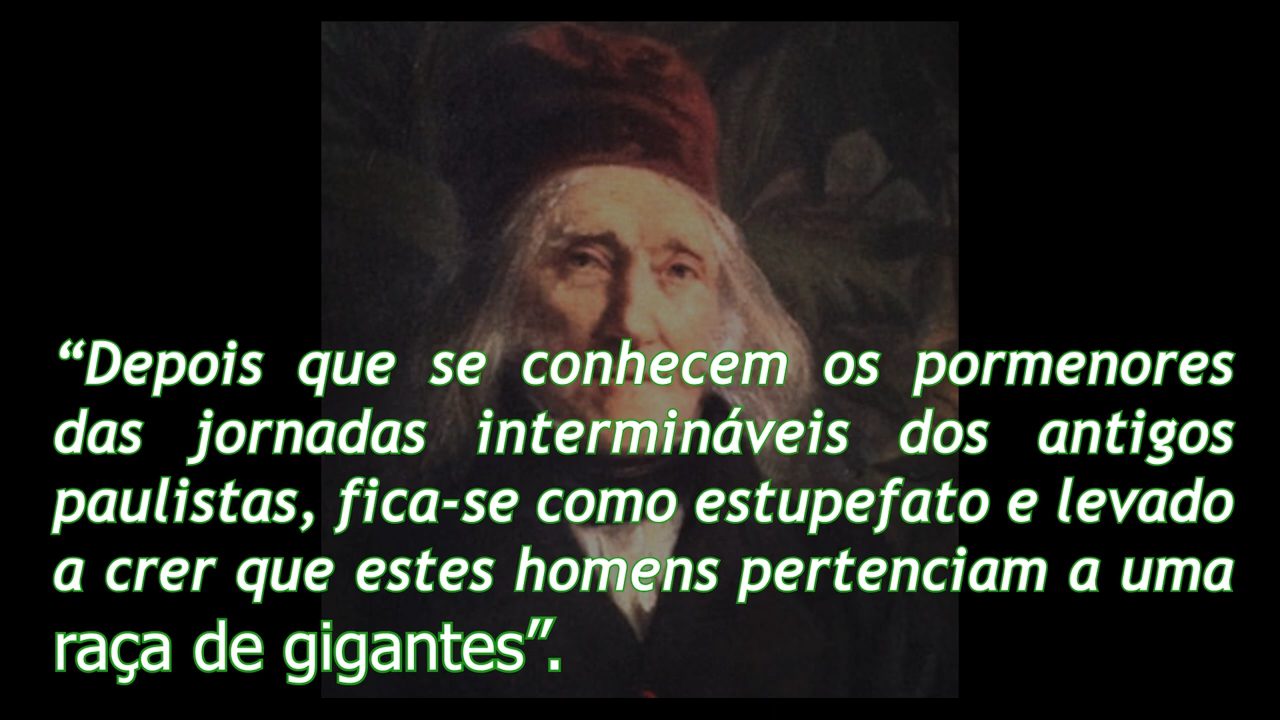 “Depois que se conhecem os pormenores
das jornadas intermináveis dos antigos
paulistas, fica-se como estupefato e levado
a crer que estes homens pertenciam a uma
raça de gigantes”.